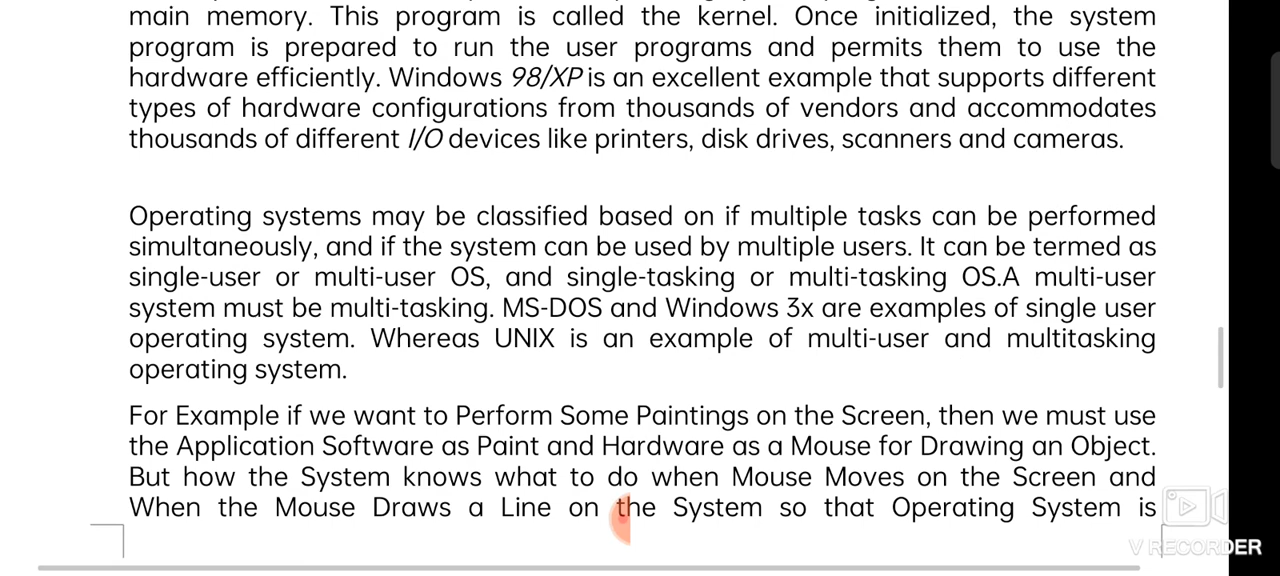 main memory. This program is called the kernel. Once initialized, the system
program is prepared to run the user programs and permits them to use the
hardware efficiently. Windows 98/XP is an excellent example that supports different
types of hardware configurations from thousands of vendors and accommodates
thousands of different I/O devices like printers, disk drives, scanners and cameras.
Operating systems may be classified based on if multiple tasks can be performed
simultaneously, and if the system can be used by multiple users. It can be termed as
single-user or multi-user OS, and single-tasking or multi-tasking OS.A multi-user
system must be multi-tasking. MS-DOS and Windows 3x are examples of single user
operating system. Whereas UNIX is an example of multi-user and multitasking
operating system.
For Example if we want to Perform Some Paintings on the Screen, then we must use
the Application Software as Paint and Hardware as a Mouse for Drawing an Object.
But how the System knows what to do when Mouse Moves on the Screen and
When the Mouse Draws a Line on the System so that Operating System is
V RECORDER